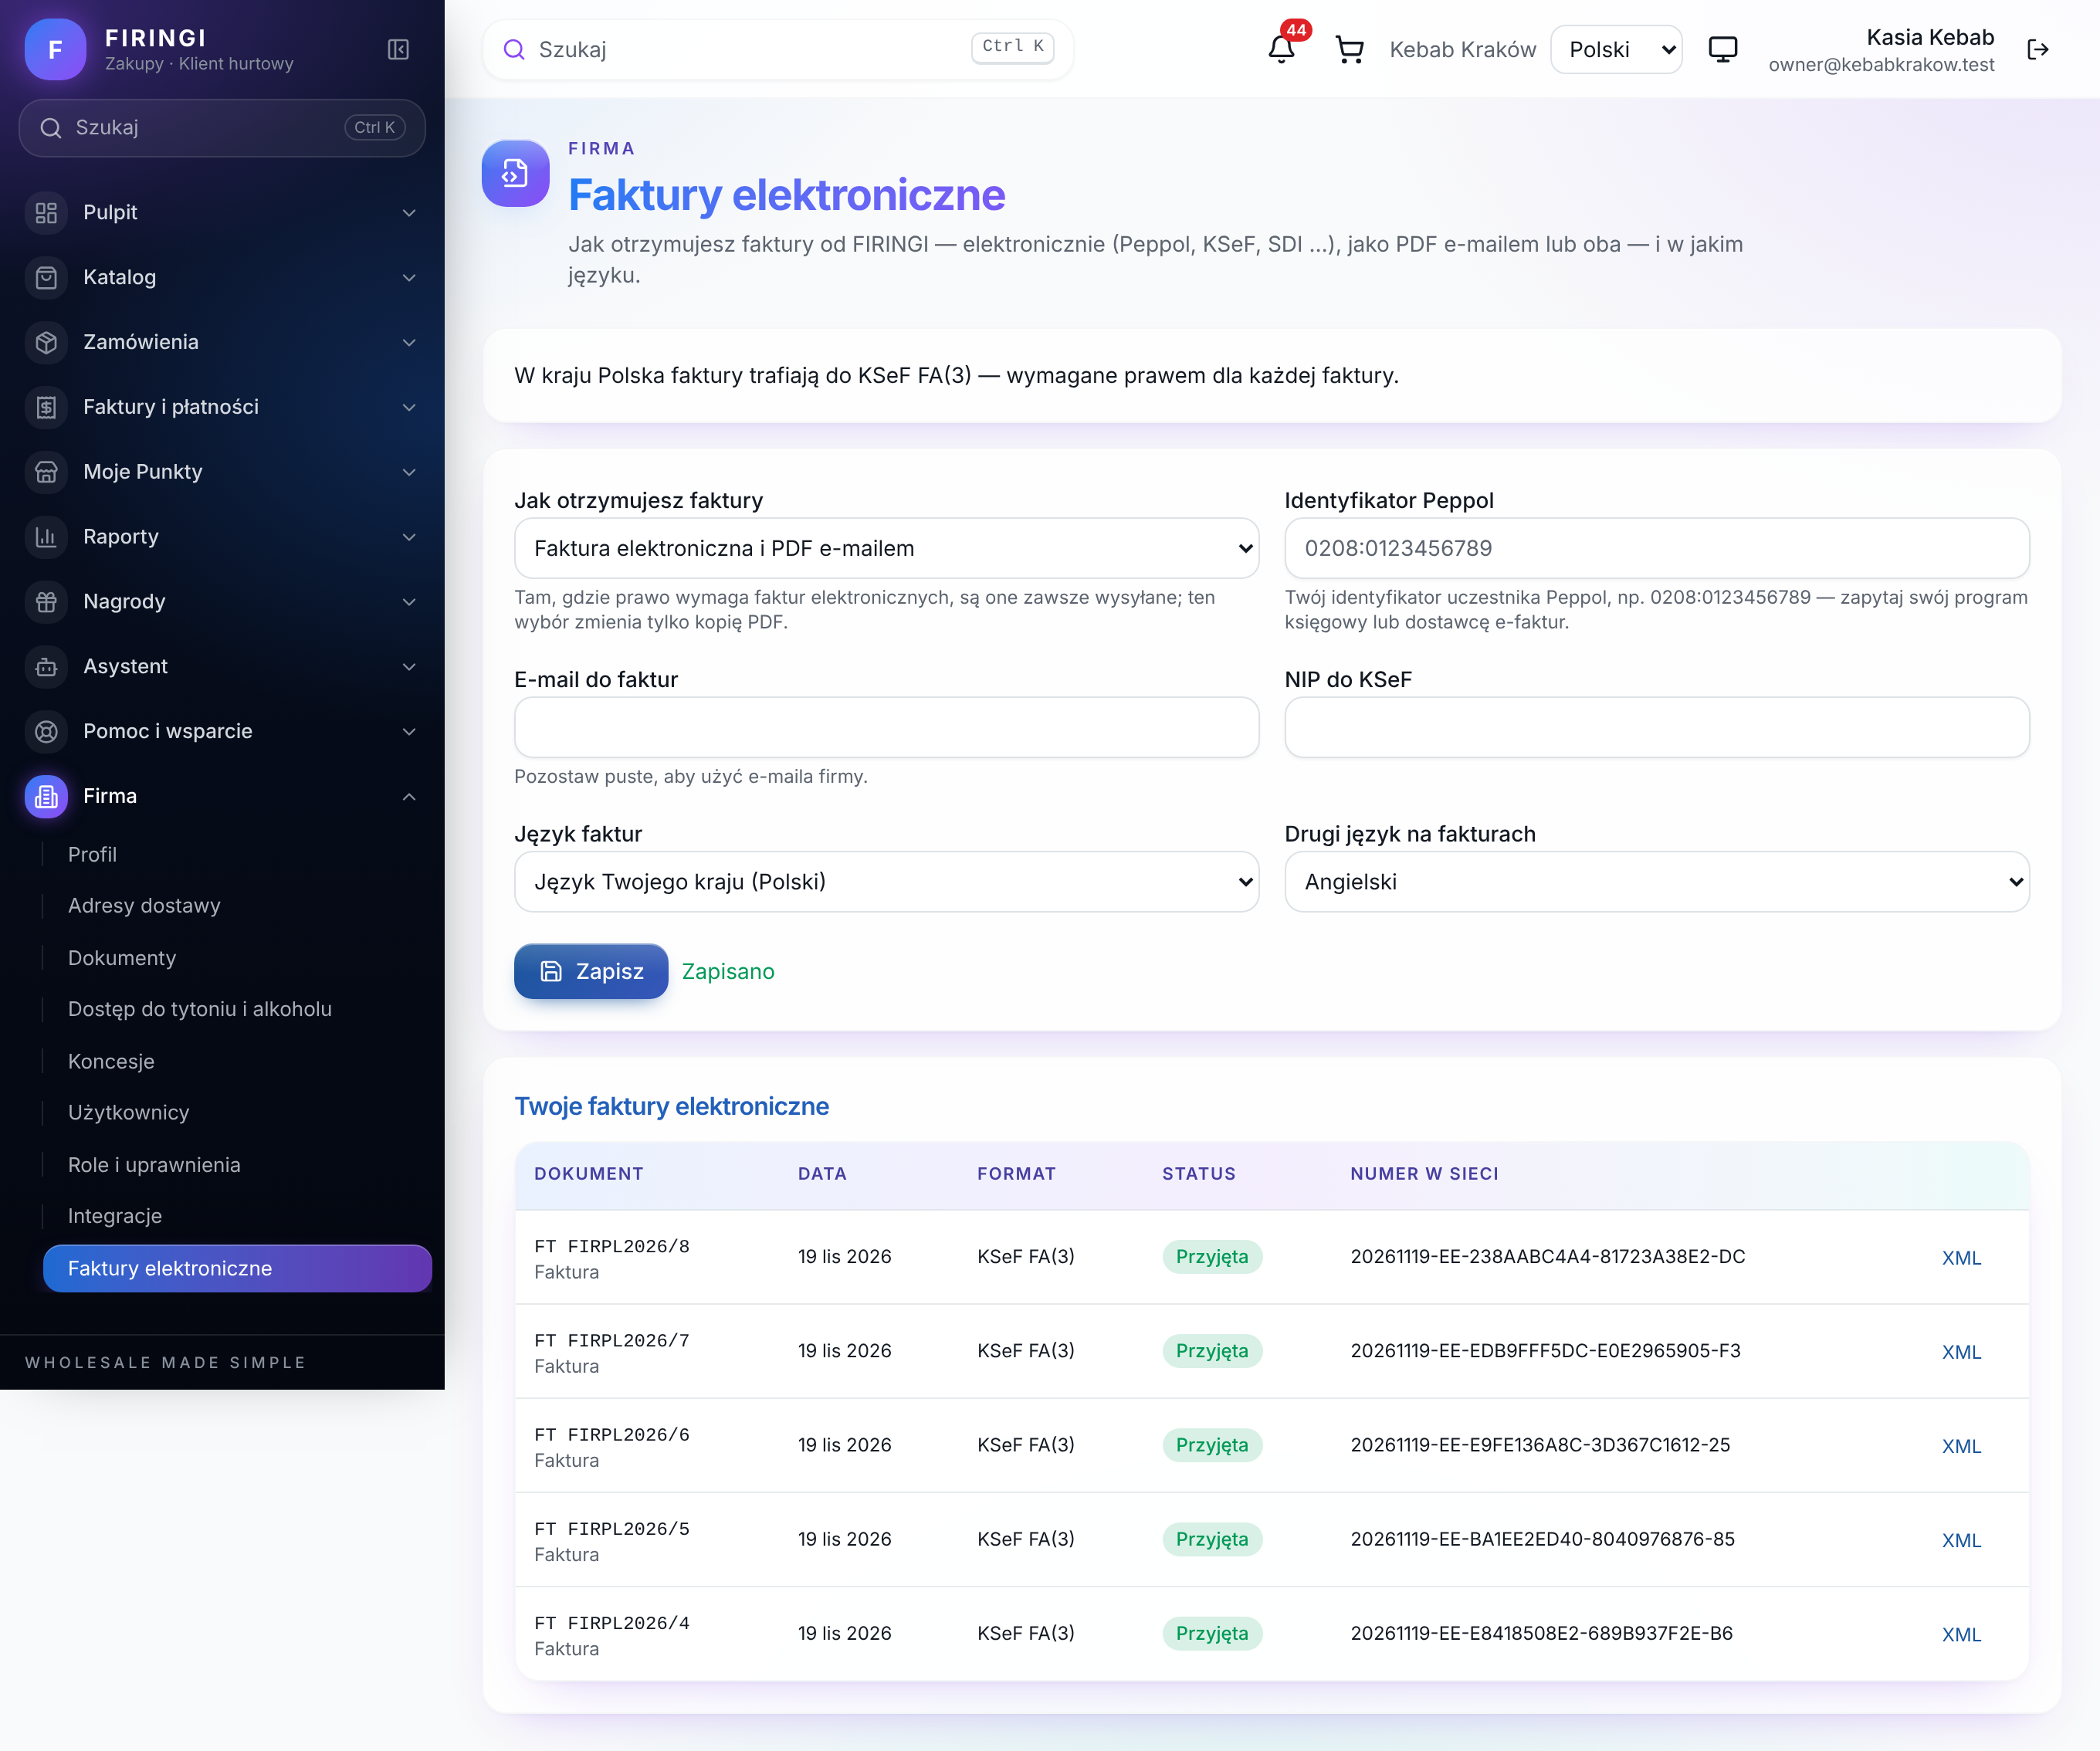 F
FIRINGI
Zakupy · Klient hurtowy
Szukaj
Ctrl K
Pulpit
Katalog
Zamówienia
Faktury i płatności
Moje Punkty
Raporty
Nagrody
Asystent
Pomoc i wsparcie
Firma
Profil
Adresy dostawy
Dokumenty
Dostęp do tytoniu i alkoholu
Koncesje
Użytkownicy
Role i uprawnienia
Integracje
Faktury elektroniczne
WHOLESALE MADE SIMPLE
Szukaj
Ctrl K
44
Kebab Kraków
Polski
Kasia Kebab
owner@kebabkrakow.test
FIRMA
Faktury elektroniczne
Jak otrzymujesz faktury od FIRINGI — elektronicznie (Peppol, KSeF, SDI ...), jako PDF e-mailem lub oba — i w jakim
języku.
W kraju Polska faktury trafiają do KSeF FA(3) — wymagane prawem dla każdej faktury.
Jak otrzymujesz faktury
Faktura elektroniczna i PDF e-mailem
Tam, gdzie prawo wymaga faktur elektronicznych, są one zawsze wysyłane; ten
wybór zmienia tylko kopię PDF.
Identyfikator Peppol
0208:0123456789
Twój identyfikator uczestnika Peppol, np. 0208:0123456789 — zapytaj swój program
księgowy lub dostawcę e-faktur.
E-mail do faktur
Pozostaw puste, aby użyć e-maila firmy.
NIP do KSeF
Język faktur
Język Twojego kraju (Polski)
Drugi język na fakturach
Angielski
Zapisz
Zapisano
Twoje faktury elektroniczne
DOKUMENT DATA FORMAT STATUS NUMER W SIECI
FT FIRPL2026/8
Faktura
19 lis 2026 KSeF FA(3) Przyjęta 20261119-EE-238AABC4A4-81723A38E2-DC XML
FT FIRPL2026/7
Faktura
19 lis 2026 KSeF FA(3) Przyjęta 20261119-EE-EDB9FFF5DC-E0E2965905-F3 XML
FT FIRPL2026/6
Faktura
19 lis 2026 KSeF FA(3) Przyjęta 20261119-EE-E9FE136A8C-3D367C1612-25 XML
FT FIRPL2026/5
Faktura
19 lis 2026 KSeF FA(3) Przyjęta 20261119-EE-BA1EE2ED40-8040976876-85 XML
FT FIRPL2026/4
Faktura
19 lis 2026 KSeF FA(3) Przyjęta 20261119-EE-E8418508E2-689B937F2E-B6 XML